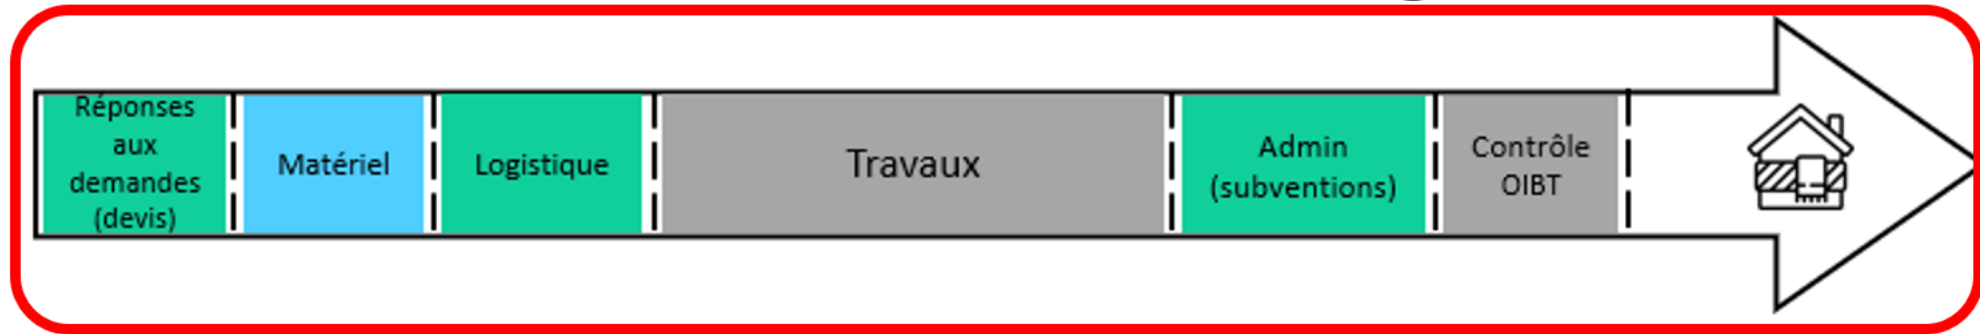 Réponses
aux
demandes
(devis)
Matériel
Logistique
Travaux
Admin
(subventions)
Contrôle
OIBT